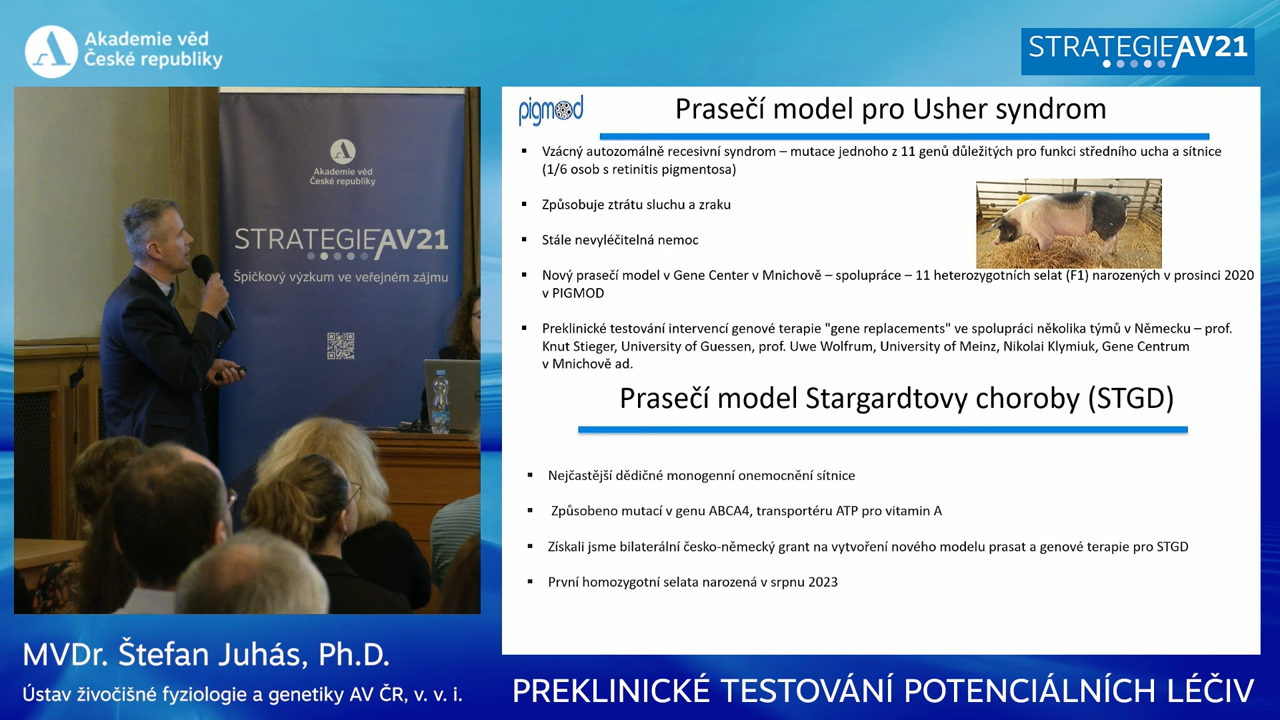 Akademie věd
České republiky
STRATEGIE AV21
Akademie věd
České republiky
STRATEGIE AV21
Špičkový výzkum ve veřejném zájmu
pigmod
Prasečí model pro Usher syndrom
▪ Vzácný autozomálně recesivní syndrom – mutace jednoho z 11 genů důležitých pro funkci středního ucha a sítnice
(1/6 osob s retinitis pigmentosa)
▪ Způsobuje ztrátu sluchu a zraku
▪ Stále nevyléčitelná nemoc
▪ Nový prasečí model v Gene Center v Mnichově – spolupráce – 11 heterozygotních selat (F1) narozených v prosinci 2020
v PIGMOD
▪ Preklinické testování intervencí genové terapie "gene replacements" ve spolupráci několika týmů v Německu – prof.
Knut Stieger, University of Guessen, prof. Uwe Wolfrum, University of Meinz, Nikolai Klymiuk, Gene Centrum
v Mnichově ad.
Prasečí model Stargardtovy choroby (STGD)
▪ Nejčastější dědičné monogenní onemocnění sítnice
▪ Způsobeno mutací v genu ABCA4, transportéru ATP pro vitamin A
▪ Získali jsme bilaterální česko-německý grant na vytvoření nového modelu prasat a genové terapie pro STGD
▪ První homozygotní selata narozená v srpnu 2023
MVDr. Štefan Juhás, Ph.D.
Ústav živočišné fyziologie a genetiky AV ČR, v. v. i.
PREKLINICKÉ TESTOVÁNÍ POTENCIÁLNÍCH LÉČIV